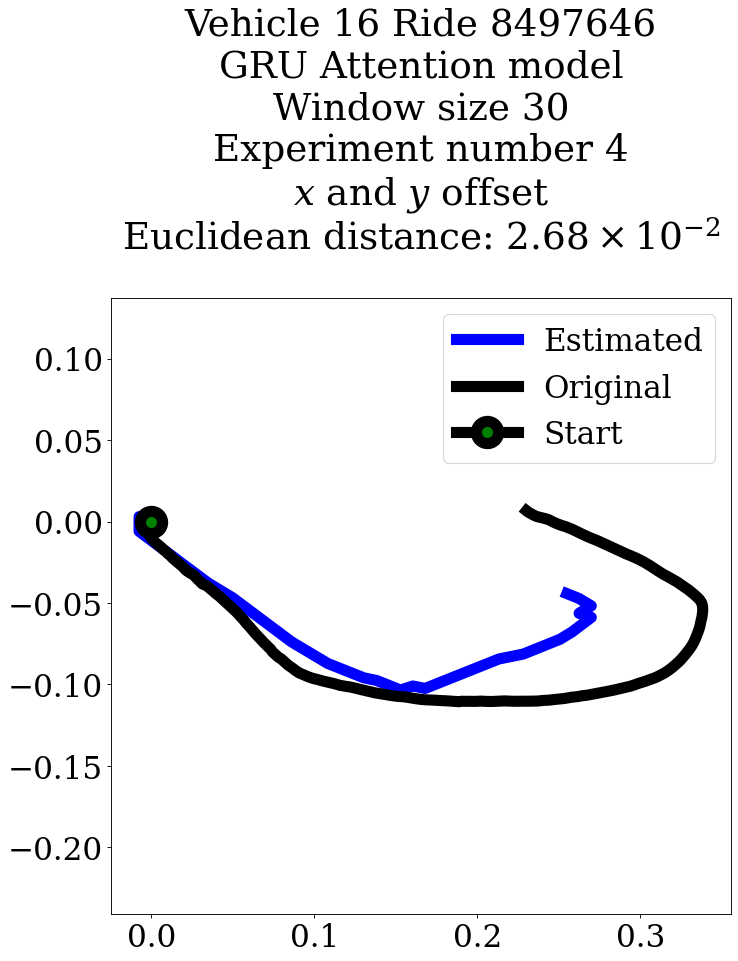 Vehicle 16 Ride 8497646
GRU Attention model
Window size 30
Experiment number 4
x and y offset
Euclidean distance: 2.68 × 10⁻²
Estimated
Original
Start
0.10
0.05
0.00
−0.05
−0.10
−0.15
−0.20
0.0 0.1 0.2 0.3